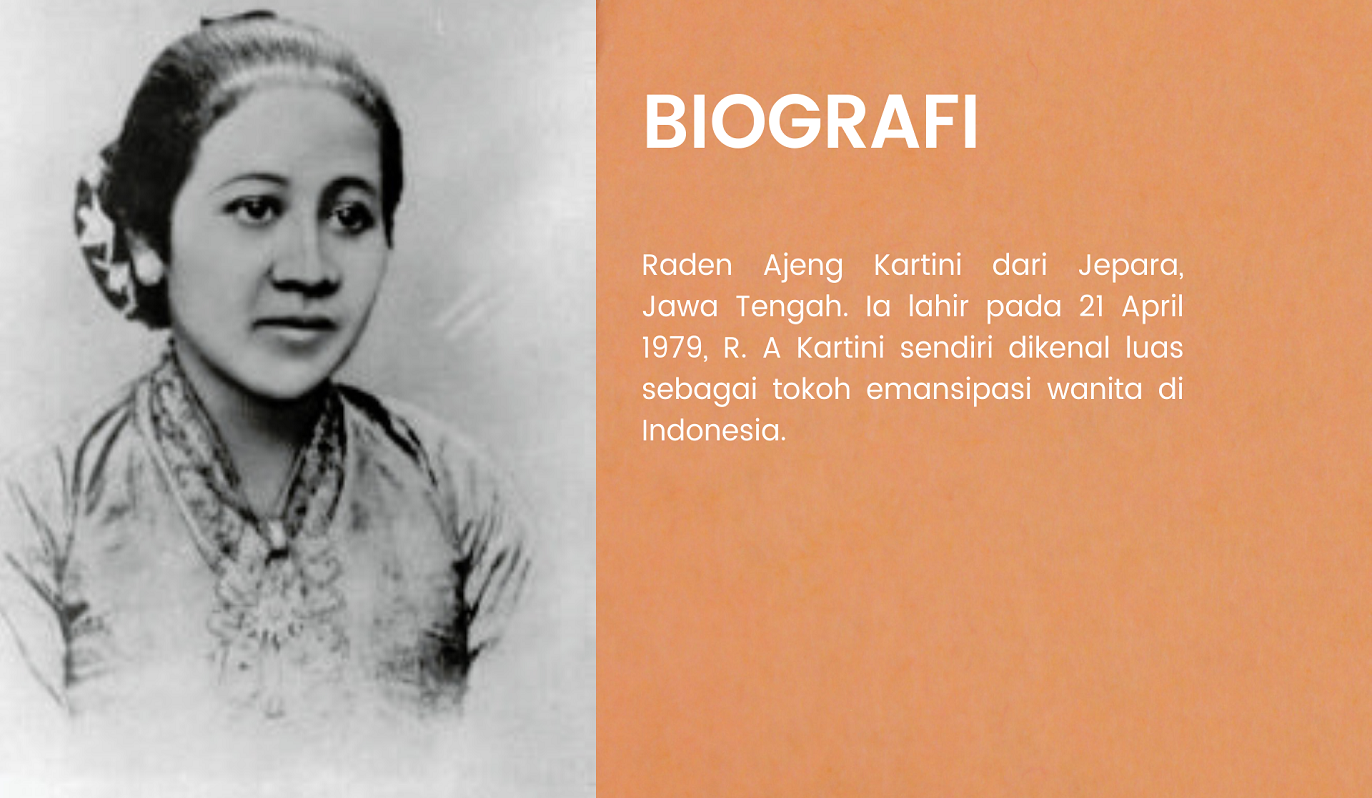 BIOGRAFI
Raden Ajeng Kartini dari Jepara,
Jawa Tengah. Ia lahir pada 21 April
1979, R. A Kartini sendiri dikenal luas
sebagai tokoh emansipasi wanita di
Indonesia.